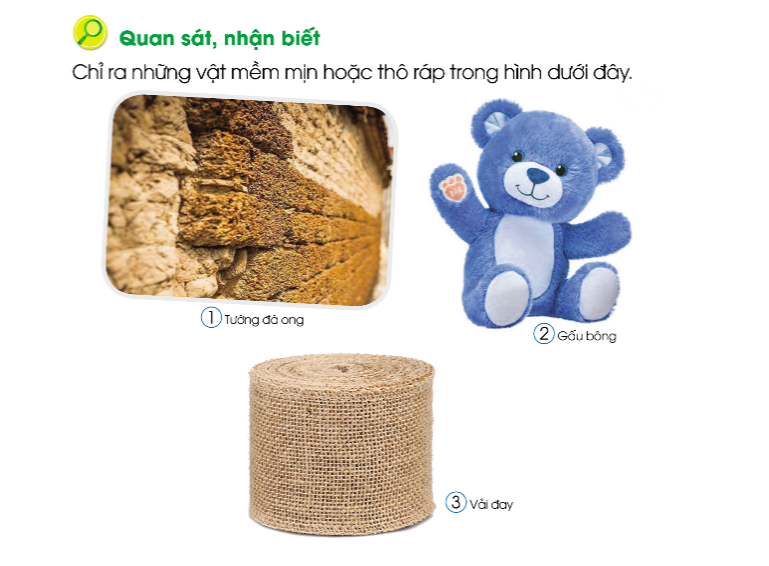 Quan sát, nhận biết
Chỉ ra những vật mềm mịn hoặc thô ráp trong hình dưới đây.
1 Tường đá ong
2 Gấu bông
3 Vải đay